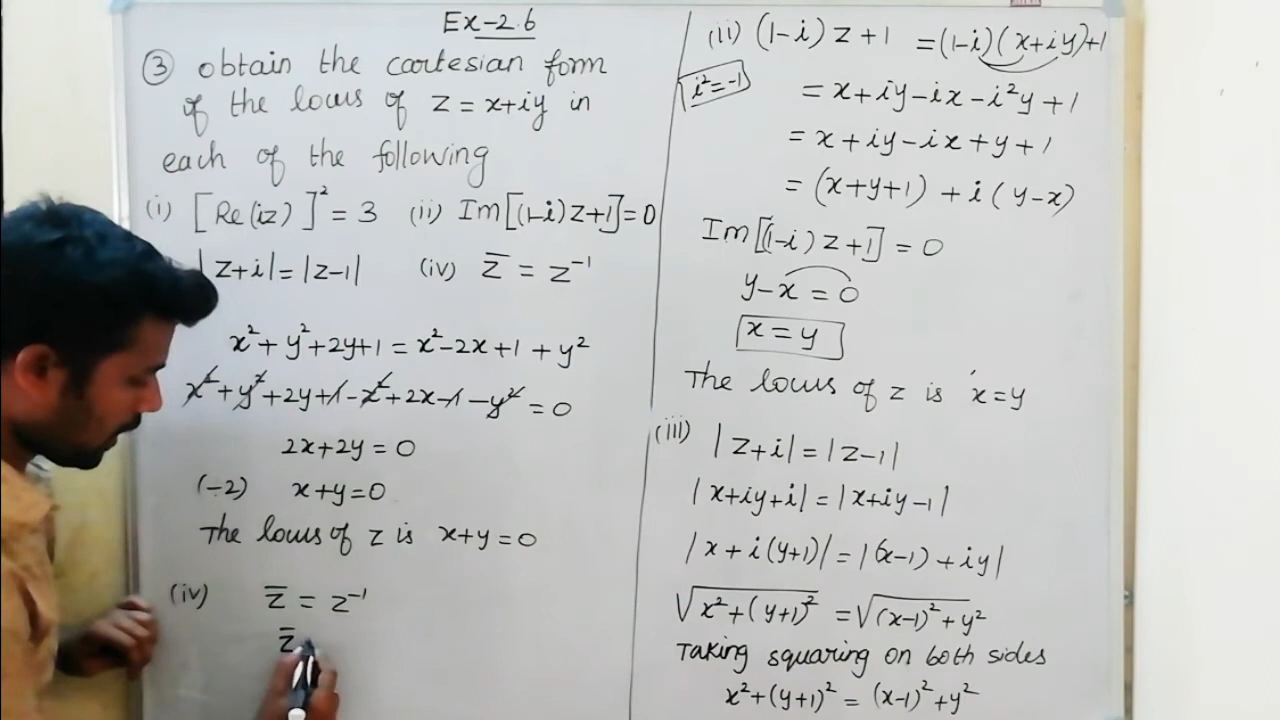 Ex-2.6
③ obtain the cartesian form
of the locus of z = x+iy in
each of the following
(i) [Re(iz)]² = 3 (ii) Im[(1-i)z+1]=0
|z+i| = |z-1| (iv) z̅ = z⁻¹
x²+y²+2y+1 = x²-2x+1+y²
x²+y²+2y+1-x²+2x-1-y² = 0
2x+2y = 0
(÷2) x+y=0
The locus of z is x+y=0
(iv) z̅ = z⁻¹
z̅
(ii) (1-i)z+1 = (1-i)(x+iy)+1
i²=-1
= x+iy-ix-i²y+1
= x+iy-ix+y+1
= (x+y+1)+i(y-x)
Im[(1-i)z+1] = 0
y-x = 0
x = y
The locus of z is x=y
(iii) |z+i| = |z-1|
|x+iy+i| = |x+iy-1|
|x+i(y+1)| = |(x-1)+iy|
√x²+(y+1)² = √(x-1)²+y²
Taking squaring on both sides
x²+(y+1)² = (x-1)²+y²